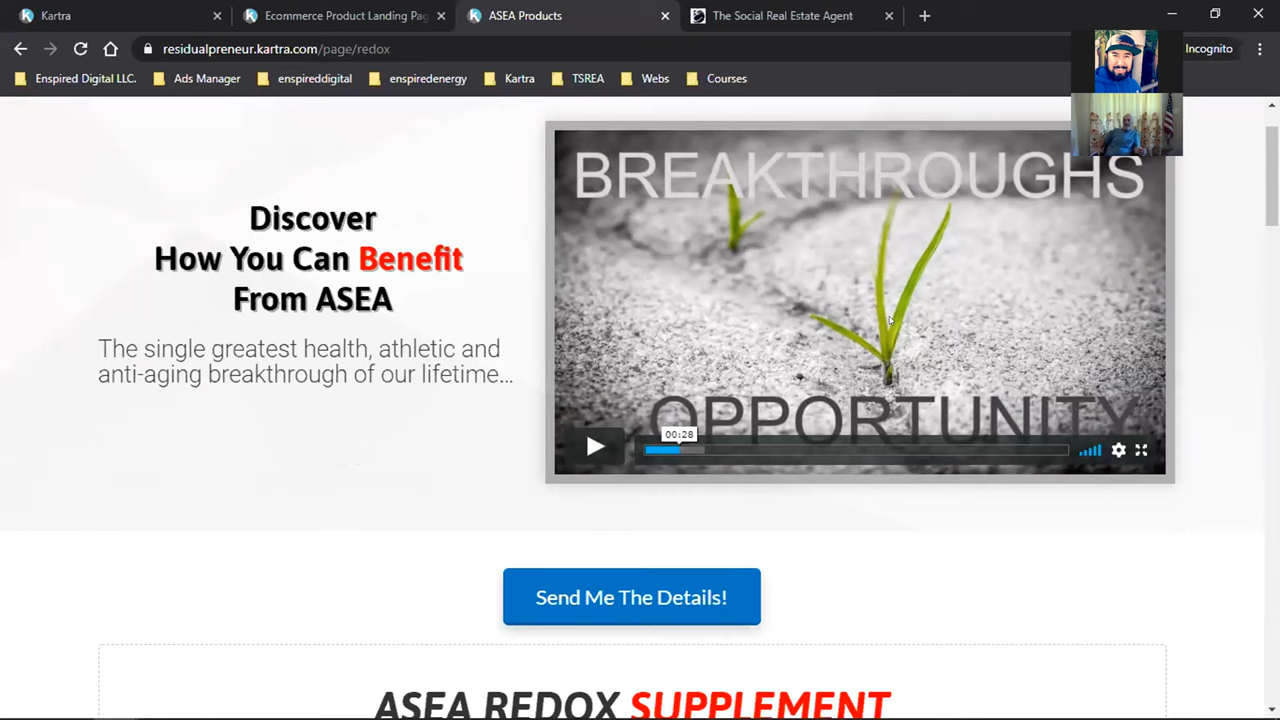 Kartra
Ecommerce Product Landing Pag
ASEA Products
The Social Real Estate Agent
residualpreneur.kartra.com/page/redox
Incognito
Enspired Digital LLC.
Ads Manager
enspireddigital
enspiredenergy
Kartra
TSREA
Webs
Courses
Discover
How You Can Benefit
From ASEA
The single greatest health, athletic and
anti-aging breakthrough of our lifetime...
BREAKTHROUGHS
OPPORTUNITY
00:28
Send Me The Details!
ASEA REDOX SUPPLEMENT